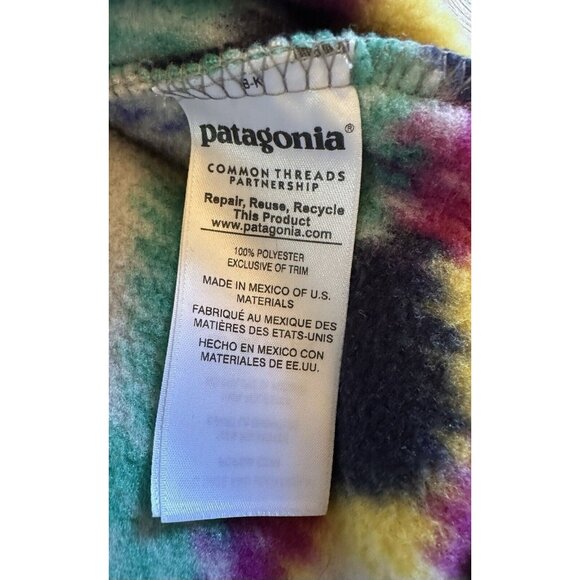 8-K
patagonia®
COMMON THREADS
PARTNERSHIP
Repair, Reuse, Recycle
This Product
www.patagonia.com
100% POLYESTER
EXCLUSIVE OF TRIM
MADE IN MEXICO OF U.S.
MATERIALS
FABRIQUÉ AU MEXIQUE DES
MATIÈRES DES ETATS-UNIS
HECHO EN MEXICO CON
MATERIALES DE EE.UU.